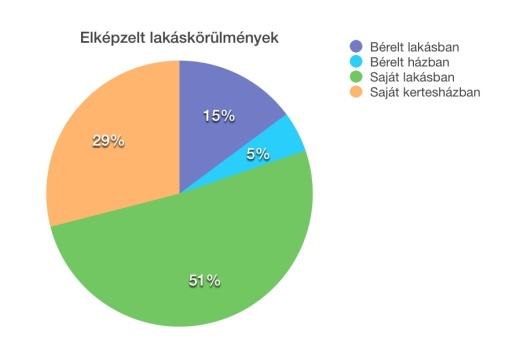 Elképzelt lakáskörülmények
Bérelt lakásban
Bérelt házban
Saját lakásban
Saját kertesházban
15%
5%
29%
51%